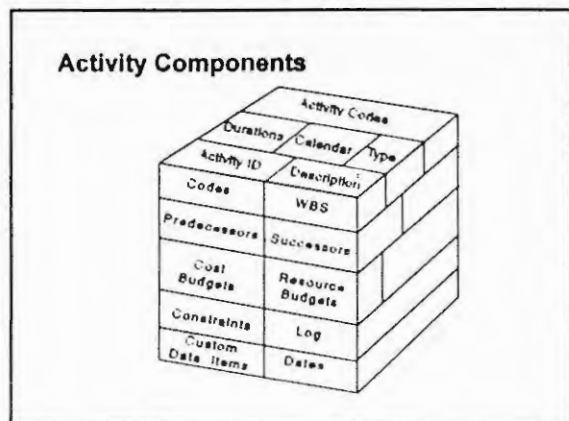 Activity Components
Activity Codes
Durations Calendar Type
Activity ID Description
Codes WBS
Predecessors Successors
Cost Resource
Budgets Budgets
Constraints Log
Custom Dates
Data Items